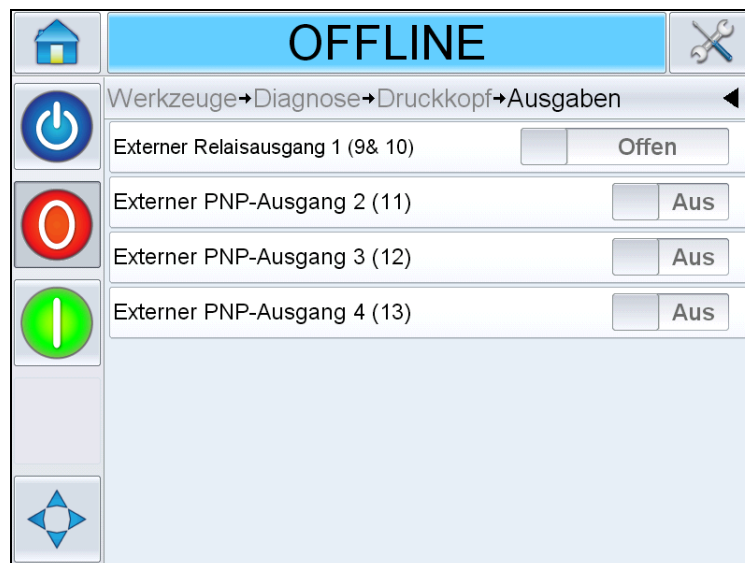 OFFLINE
Werkzeuge→Diagnose→Druckkopf→Ausgaben
Externer Relaisausgang 1 (9& 10) Offen
Externer PNP-Ausgang 2 (11) Aus
Externer PNP-Ausgang 3 (12) Aus
Externer PNP-Ausgang 4 (13) Aus